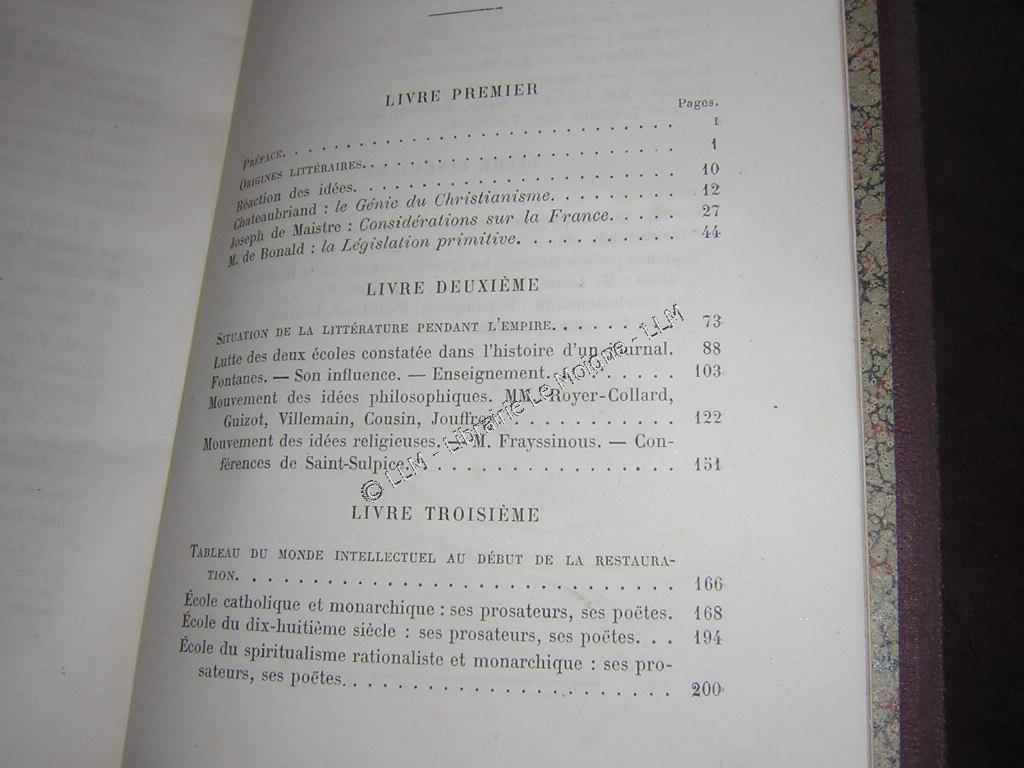 LIVRE PREMIER
Pages.
PRÉFACE. . . . . . . . . . . . . . . . . . . . . . . . . . I
ORIGINES LITTÉRAIRES. . . . . . . . . . . . . . . . . . . . 1
Réaction des idées. . . . . . . . . . . . . . . . . . . . . 10
Chateaubriand : le Génie du Christianisme. . . . . . . . . 12
Joseph de Maistre : Considérations sur la France. . . . . 27
M. de Bonald : la Législation primitive. . . . . . . . . . 44
LIVRE DEUXIÈME
SITUATION DE LA LITTÉRATURE PENDANT L'EMPIRE. . . . . . . 73
Lutte des deux écoles constatée dans l'histoire d'un journal. 88
Fontanes. — Son influence. — Enseignement. . . . . . . . . 103
Mouvement des idées philosophiques. MM. Royer-Collard,
Guizot, Villemain, Cousin, Jouffroy. . . . . . . . . . . . 122
Mouvement des idées religieuses. — M. Frayssinous. — Con-
férences de Saint-Sulpice. . . . . . . . . . . . . . . . . 151
LIVRE TROISIÈME
TABLEAU DU MONDE INTELLECTUEL AU DÉBUT DE LA RESTAURA-
TION. . . . . . . . . . . . . . . . . . . . . . . . . . . . 166
École catholique et monarchique : ses prosateurs, ses poëtes. 168
École du dix-huitième siècle : ses prosateurs, ses poëtes. . . 194
École du spiritualisme rationaliste et monarchique : ses pro-
sateurs, ses poëtes. . . . . . . . . . . . . . . . . . . . 200
© LLM - Librairie Le Moigne - LLM